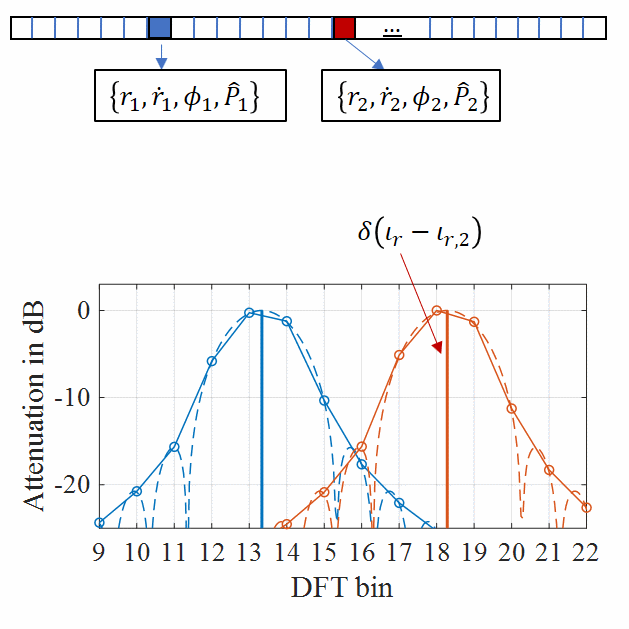 ...
{r₁, ṙ₁, ϕ₁, P̂₁}
{r₂, ṙ₂, ϕ₂, P̂₂}
δ(ιᵣ − ιᵣ,₂)
Attenuation in dB
0
-10
-20
9 10 11 12 13 14 15 16 17 18 19 20 21 22
DFT bin